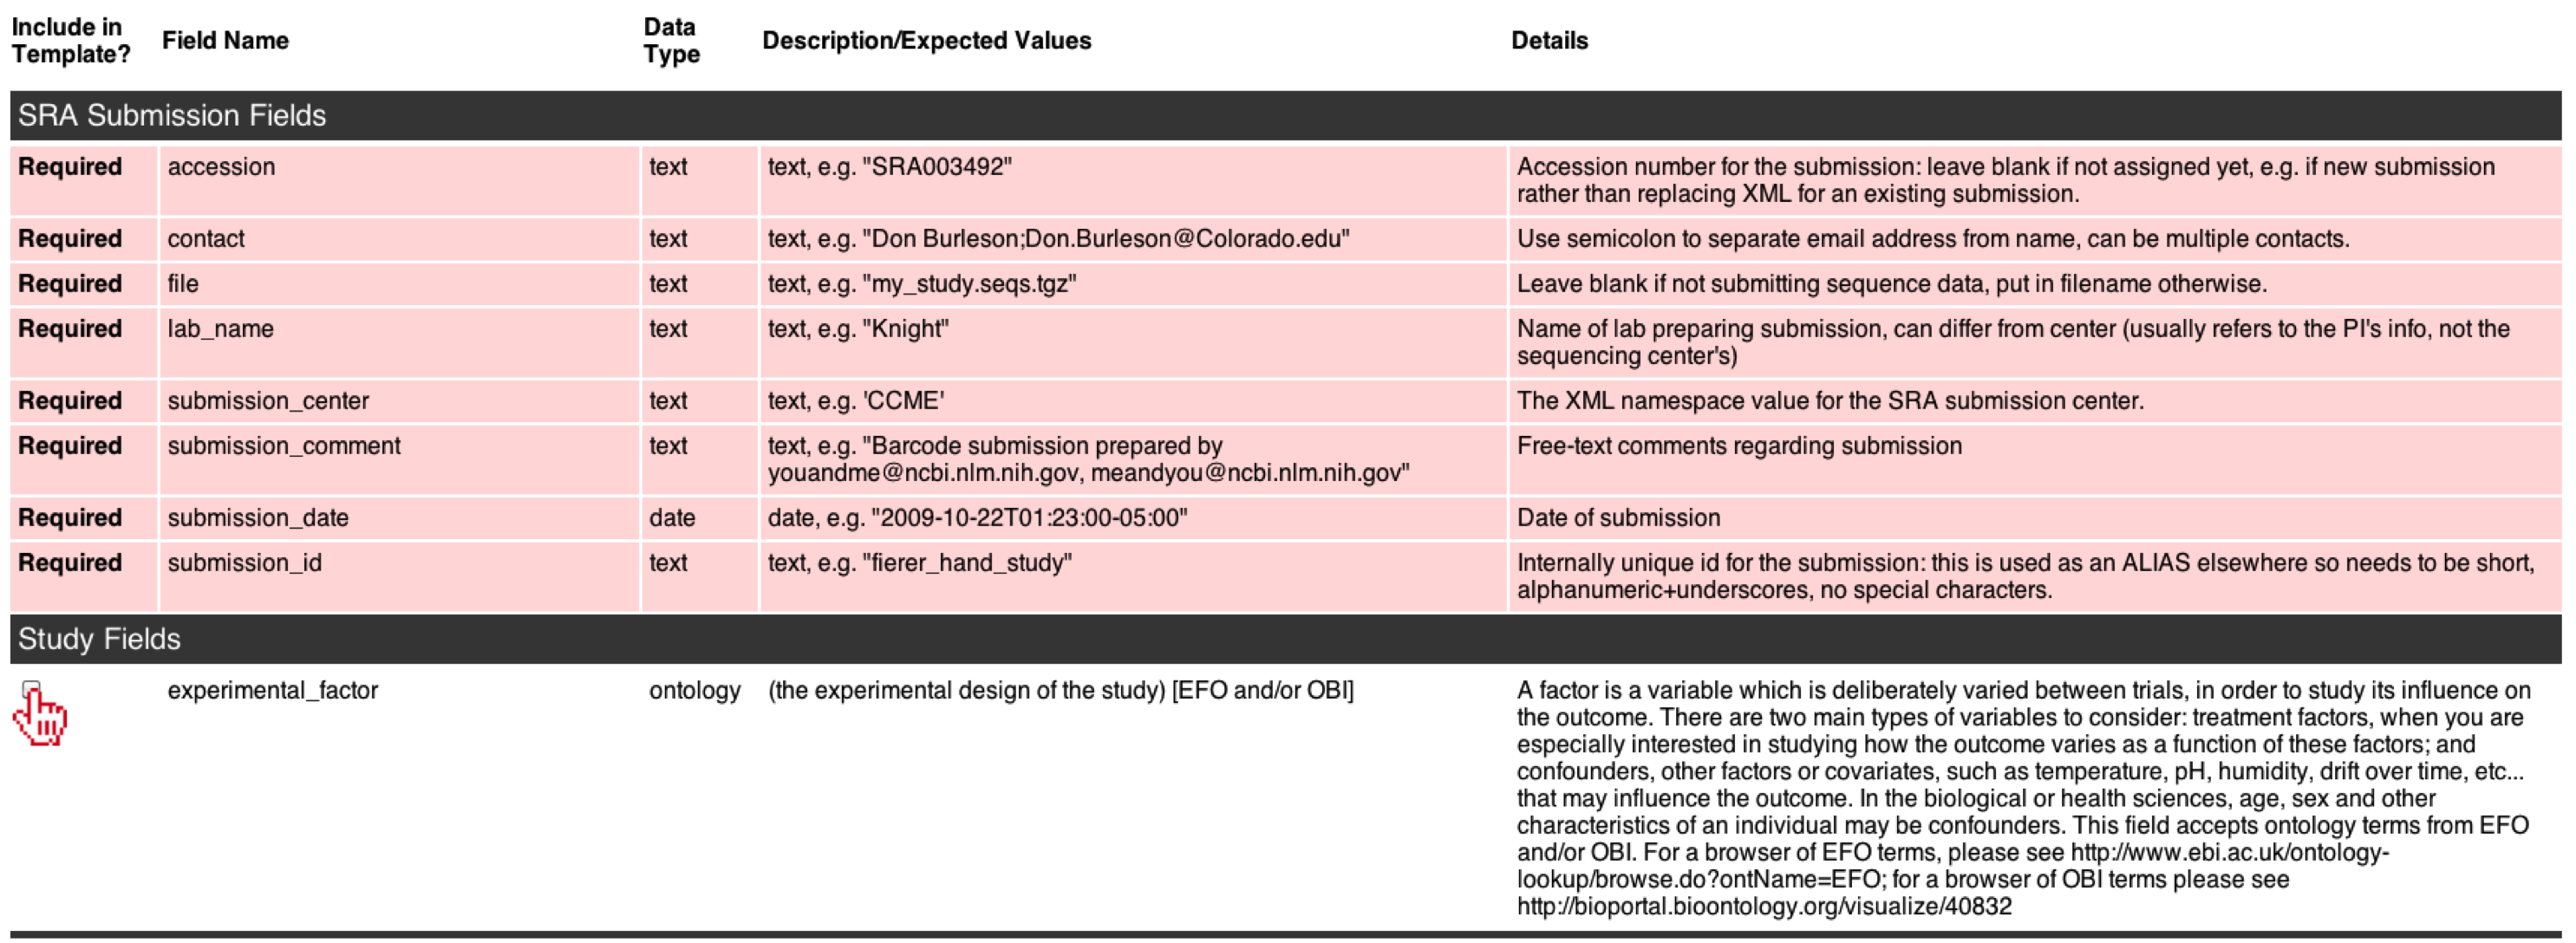 Include in Template? Field Name Data Type Description/Expected Values Details
SRA Submission Fields
Required accession text text, e.g. "SRA003492" Accession number for the submission: leave blank if not assigned yet, e.g. if new submission
rather than replacing XML for an existing submission.
Required contact text text, e.g. "Don Burleson;Don.Burleson@Colorado.edu" Use semicolon to separate email address from name, can be multiple contacts.
Required file text text, e.g. "my_study.seqs.tgz" Leave blank if not submitting sequence data, put in filename otherwise.
Required lab_name text text, e.g. "Knight" Name of lab preparing submission, can differ from center (usually refers to the PI's info, not the
sequencing center's)
Required submission_center text text, e.g. 'CCME' The XML namespace value for the SRA submission center.
Required submission_comment text text, e.g. "Barcode submission prepared by
youandme@ncbi.nlm.nih.gov, meandyou@ncbi.nlm.nih.gov" Free-text comments regarding submission
Required submission_date date date, e.g. "2009-10-22T01:23:00-05:00" Date of submission
Required submission_id text text, e.g. "fierer_hand_study" Internally unique id for the submission: this is used as an ALIAS elsewhere so needs to be short,
alphanumeric+underscores, no special characters.
Study Fields
experimental_factor ontology (the experimental design of the study) [EFO and/or OBI] A factor is a variable which is deliberately varied between trials, in order to study its influence on
the outcome. There are two main types of variables to consider: treatment factors, when you are
especially interested in studying how the outcome varies as a function of these factors; and
confounders, other factors or covariates, such as temperature, pH, humidity, drift over time, etc...
that may influence the outcome. In the biological or health sciences, age, sex and other
characteristics of an individual may be confounders. This field accepts ontology terms from EFO
and/or OBI. For a browser of EFO terms, please see http://www.ebi.ac.uk/ontology-
lookup/browse.do?ontName=EFO; for a browser of OBI terms please see
http://bioportal.bioontology.org/visualize/40832